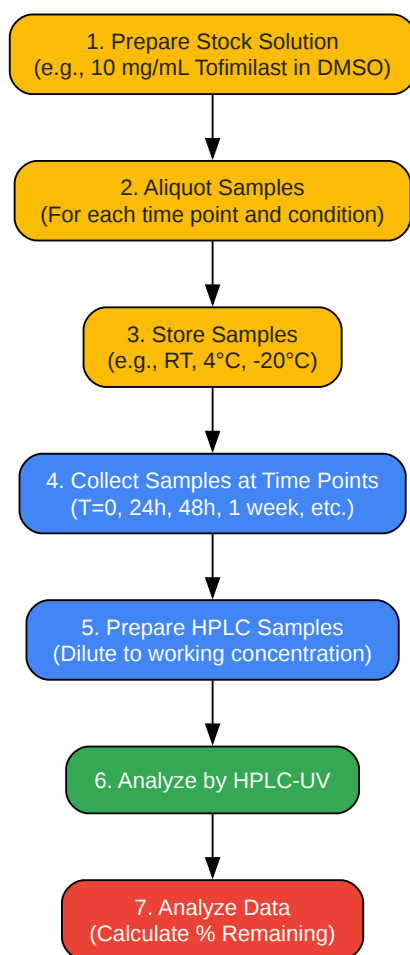 1. Prepare Stock Solution
(e.g., 10 mg/mL Tofimilast in DMSO)
2. Aliquot Samples
(For each time point and condition)
3. Store Samples
(e.g., RT, 4°C, -20°C)
4. Collect Samples at Time Points
(T=0, 24h, 48h, 1 week, etc.)
5. Prepare HPLC Samples
(Dilute to working concentration)
6. Analyze by HPLC-UV
7. Analyze Data
(Calculate % Remaining)